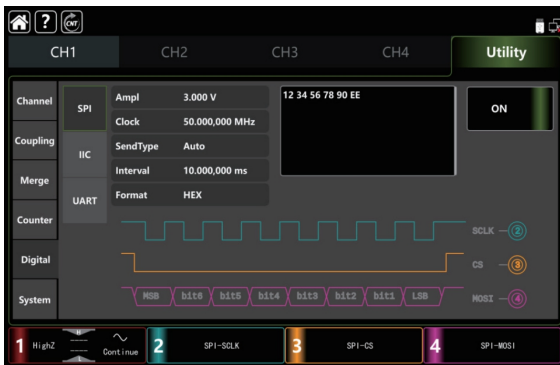 ? CNT
CH1 CH2 CH3 CH4 Utility
Channel
Coupling
Merge
Counter
Digital
System
SPI
IIC
UART
Ampl 3.000 V
Clock 50.000,000 MHz
SendType Auto
Interval 10.000,000 ms
Format HEX
12 34 56 78 90 EE
ON
SCLK 2
CS 3
MSB bit6 bit5 bit4 bit3 bit2 bit1 LSB MOSI 4
1 HighZ H L Continue 2 SPI-SCLK 3 SPI-CS 4 SPI-MOSI